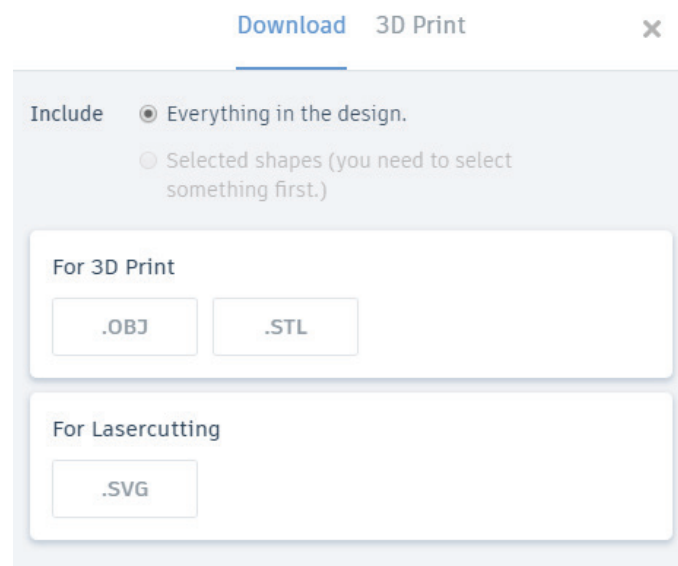 Download 3D Print
Include Everything in the design.
Selected shapes (you need to select
something first.)
For 3D Print
.OBJ .STL
For Lasercutting
.SVG